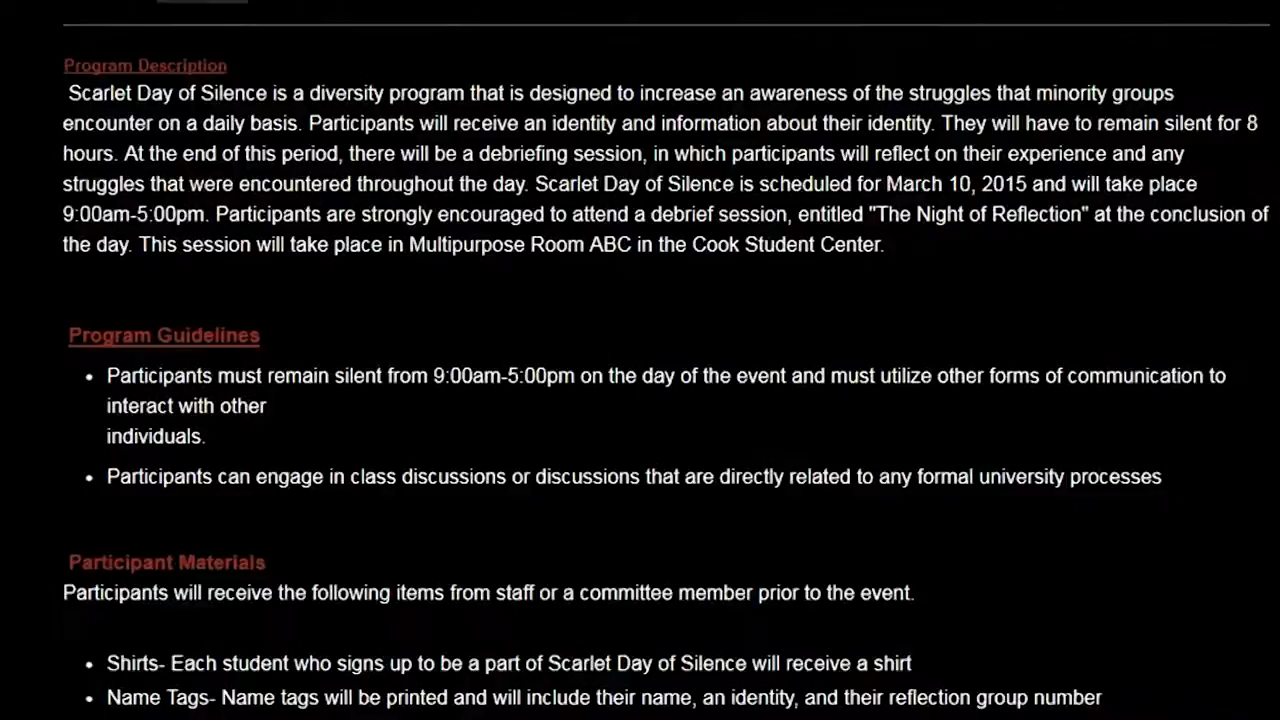 Program Description
Scarlet Day of Silence is a diversity program that is designed to increase an awareness of the struggles that minority groups
encounter on a daily basis. Participants will receive an identity and information about their identity. They will have to remain silent for 8
hours. At the end of this period, there will be a debriefing session, in which participants will reflect on their experience and any
struggles that were encountered throughout the day. Scarlet Day of Silence is scheduled for March 10, 2015 and will take place
9:00am-5:00pm. Participants are strongly encouraged to attend a debrief session, entitled "The Night of Reflection" at the conclusion of
the day. This session will take place in Multipurpose Room ABC in the Cook Student Center.
Program Guidelines
• Participants must remain silent from 9:00am-5:00pm on the day of the event and must utilize other forms of communication to
interact with other
individuals.
• Participants can engage in class discussions or discussions that are directly related to any formal university processes
Participant Materials
Participants will receive the following items from staff or a committee member prior to the event.
• Shirts- Each student who signs up to be a part of Scarlet Day of Silence will receive a shirt
• Name Tags- Name tags will be printed and will include their name, an identity, and their reflection group number